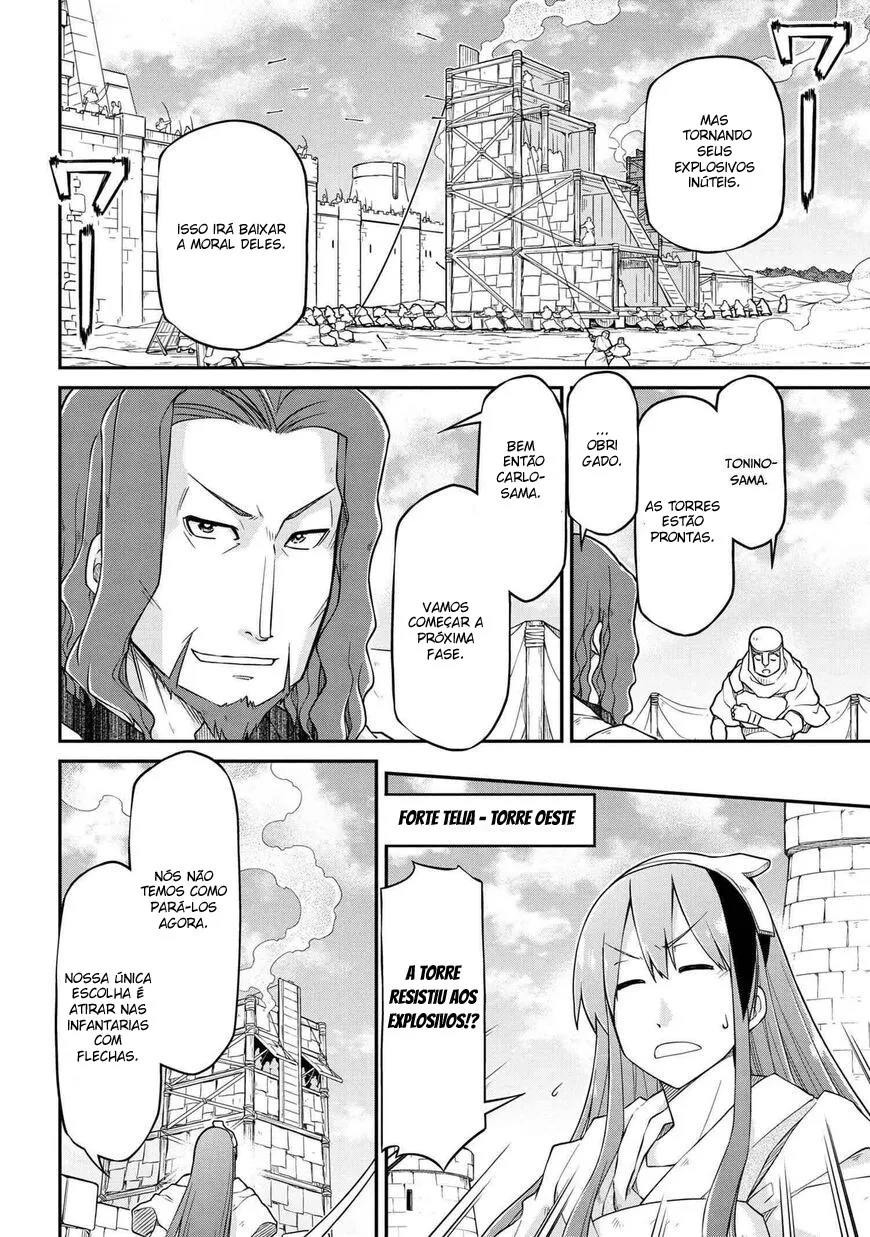 ワー
MAS
TORNANDO
SEUS
EXPLOSIVOS
INÚTEIS.
ISSO IRÁ BAIXAR
A MORAL DELES.
ワー
TONINO-
SAMA.
AS TORRES
ESTÃO
PRONTAS.
...
OBRI
GADO.
BEM
ENTÃO
CARLO-
SAMA.
VAMOS
COMEÇAR A
PRÓXIMA
FASE.
FORTE TELIA - TORRE OESTE
A TORRE
RESISTIU AOS
EXPLOSIVOS!?
NÓS NÃO
TEMOS COMO
PARÁ-LOS
AGORA.
NOSSA ÚNICA
ESCOLHA É
ATIRAR NAS
INFANTARIAS
COM
FLECHAS.